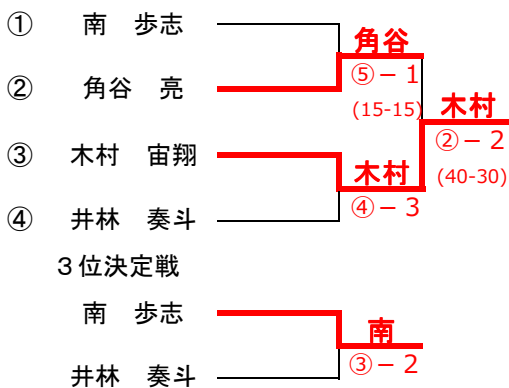 ① 南 歩志
角谷
② 角谷 亮
⑤－1
(15-15)
木村
②－2
(40-30)
③ 木村 宙翔
木村
④－3
④ 井林 奏斗
３位決定戦
南 歩志
南
③－2
井林 奏斗